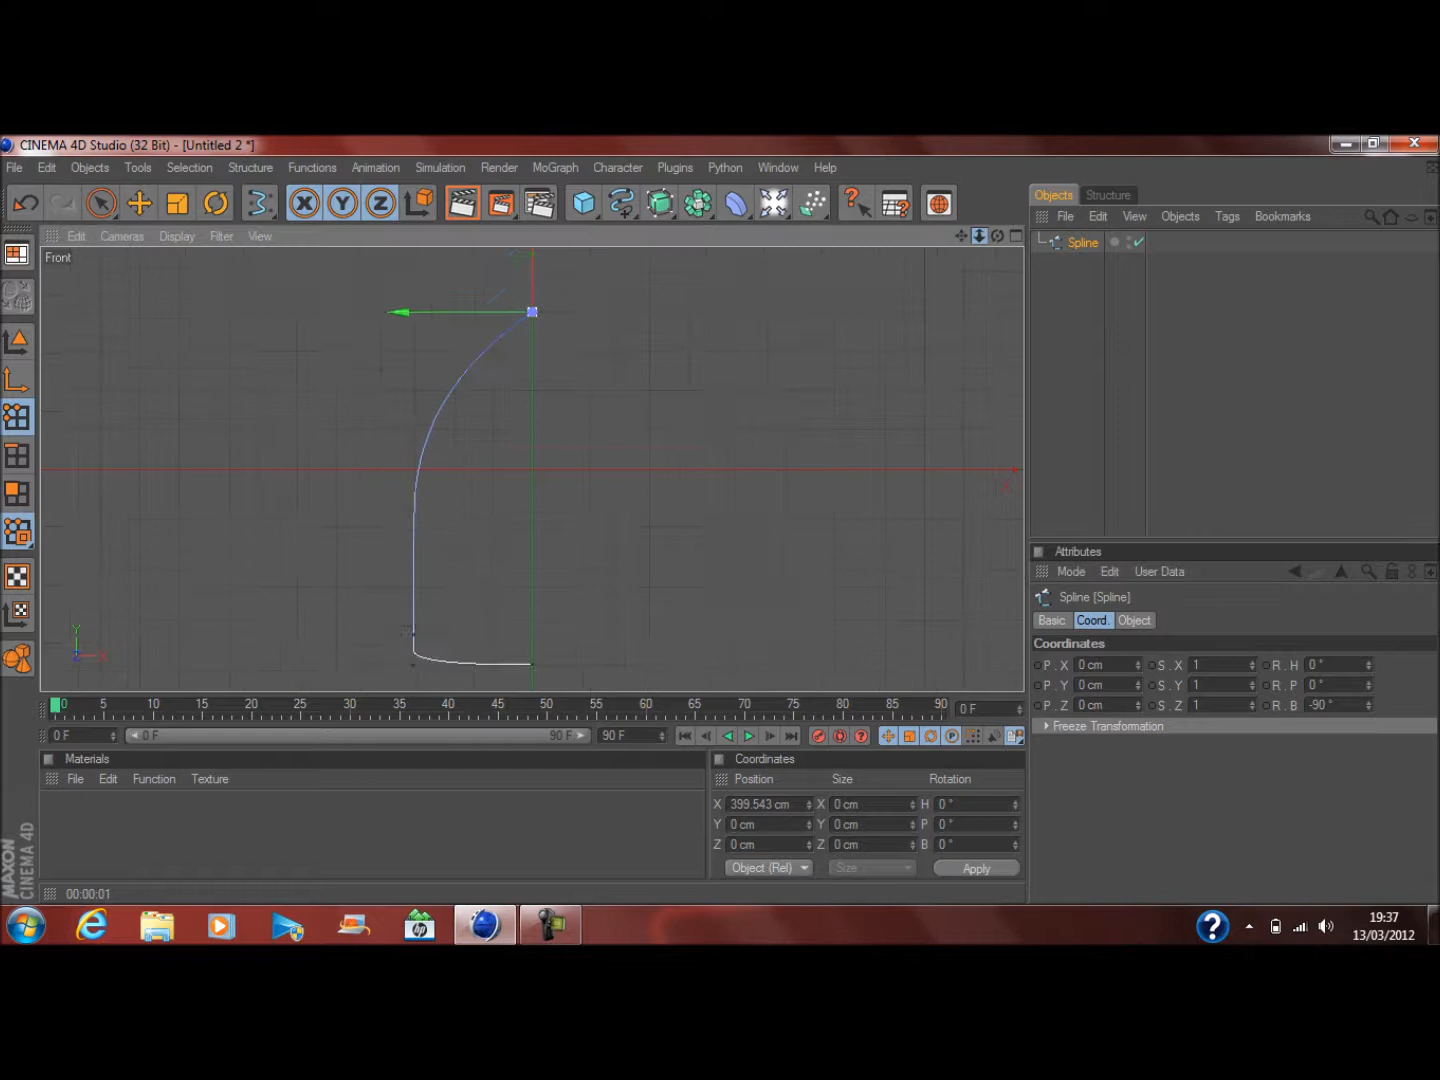 CINEMA 4D Studio (32 Bit) - [Untitled 2 *]
File Edit Objects Tools Selection Structure Functions Animation Simulation Render MoGraph Character Plugins Python Window Help
Objects Structure
File Edit View Objects Tags Bookmarks
Spline
X Y Z
Edit Cameras Display Filter View
Front
X
Y
Z X
Attributes
Mode Edit User Data
Spline [Spline]
Basic Coord. Object
Coordinates
P . X 0 cm S . X 1 R . H 0 °
P . Y 0 cm S . Y 1 R . P 0 °
P . Z 0 cm S . Z 1 R . B -90 °
Freeze Transformation
0 5 10 15 20 25 30 35 40 45 50 55 60 65 70 75 80 85 90 0 F
0 F 0 F 90 F 90 F
Materials
File Edit Function Texture
Coordinates
Position Size Rotation
X 399.543 cm X 0 cm H 0 °
Y 0 cm Y 0 cm P 0 °
Z 0 cm Z 0 cm B 0 °
Object (Rel) Size Apply
MAXON
CINEMA 4D
00:00:01
19:37
13/03/2012